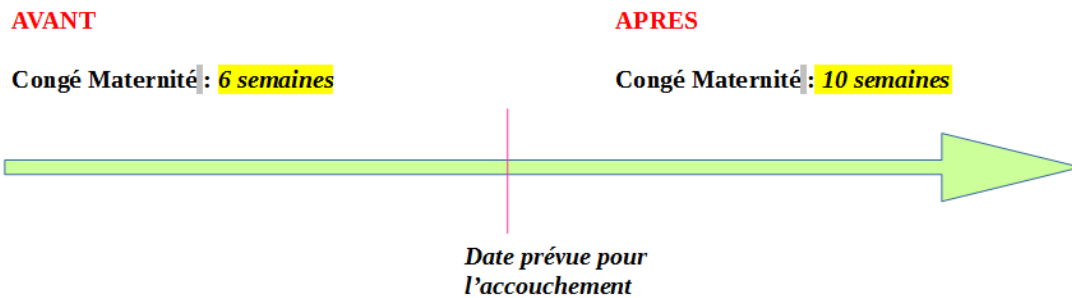 AVANT
APRES
Congé Maternité : 6 semaines
Congé Maternité : 10 semaines
Date prévue pour
l’accouchement